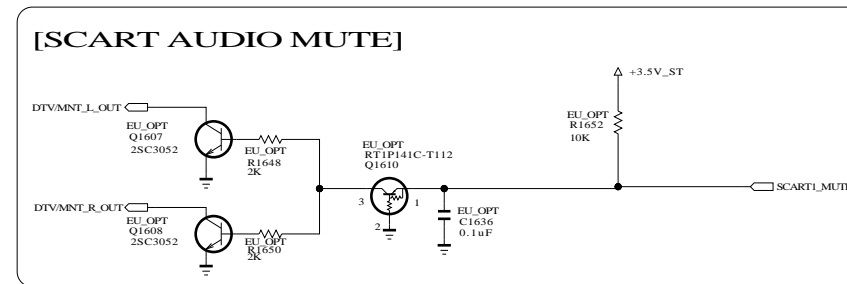 [SCART AUDIO MUTE]
+3.5V_ST
DTV/MNT_L_OUT
EU_OPT
Q1607
2SC3052
EU_OPT
R1648
2K
EU_OPT
RT1P141C-T112
Q1610
EU_OPT
R1652
10K
3
1
2
EU_OPT
C1636
0.1uF
DTV/MNT_R_OUT
EU_OPT
Q1608
2SC3052
EU_OPT
R1650
2K